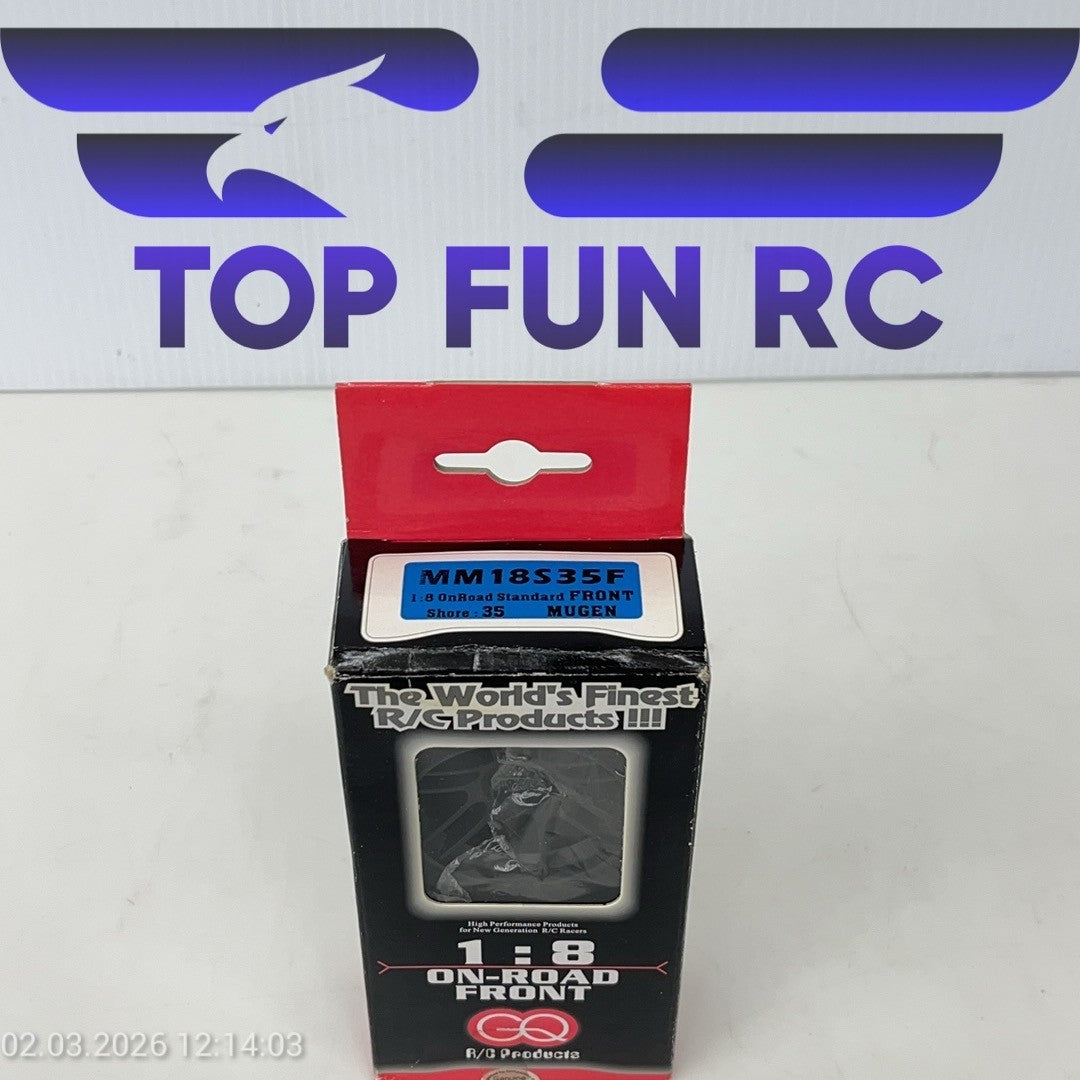 TOP FUN RC
MM18S35F
1:8 OnRoad Standard FRONT
Shore : 35 MUGEN
The World's Finest
R/C Products !!!
High Performance Products
for New Generation R/C Racers
1:8
ON-ROAD
FRONT
GQ
R/C Products
02.03.2026 12:14:03